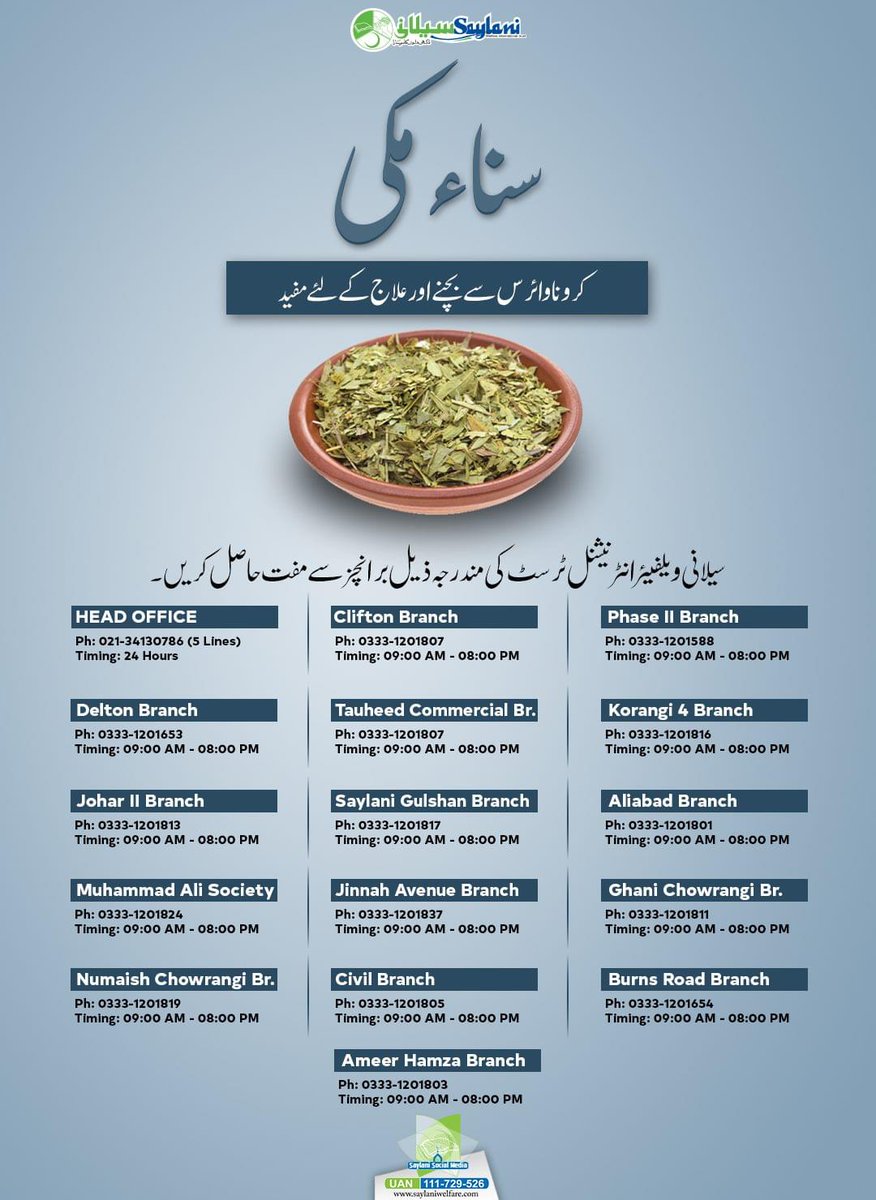 سیلانی Saylani
سناء مکی
کرونا وائرس سے بچنے اور علاج کے لئے مفید
سیلانی ویلفیئر انٹرنیشنل ٹرسٹ کی مندرجہ ذیل برانچز سے مفت حاصل کریں۔
HEAD OFFICE
Ph: 021-34130786 (5 Lines)
Timing: 24 Hours
Clifton Branch
Ph: 0333-1201807
Timing: 09:00 AM - 08:00 PM
Phase II Branch
Ph: 0333-1201588
Timing: 09:00 AM - 08:00 PM
Delton Branch
Ph: 0333-1201653
Timing: 09:00 AM - 08:00 PM
Tauheed Commercial Br.
Ph: 0333-1201807
Timing: 09:00 AM - 08:00 PM
Korangi 4 Branch
Ph: 0333-1201816
Timing: 09:00 AM - 08:00 PM
Johar II Branch
Ph: 0333-1201813
Timing: 09:00 AM - 08:00 PM
Saylani Gulshan Branch
Ph: 0333-1201817
Timing: 09:00 AM - 08:00 PM
Aliabad Branch
Ph: 0333-1201801
Timing: 09:00 AM - 08:00 PM
Muhammad Ali Society
Ph: 0333-1201824
Timing: 09:00 AM - 08:00 PM
Jinnah Avenue Branch
Ph: 0333-1201837
Timing: 09:00 AM - 08:00 PM
Ghani Chowrangi Br.
Ph: 0333-1201811
Timing: 09:00 AM - 08:00 PM
Numaish Chowrangi Br.
Ph: 0333-1201819
Timing: 09:00 AM - 08:00 PM
Civil Branch
Ph: 0333-1201805
Timing: 09:00 AM - 08:00 PM
Burns Road Branch
Ph: 0333-1201654
Timing: 09:00 AM - 08:00 PM
Ameer Hamza Branch
Ph: 0333-1201803
Timing: 09:00 AM - 08:00 PM
Saylani Social Media
UAN 111-729-526
www.saylaniwelfare.com